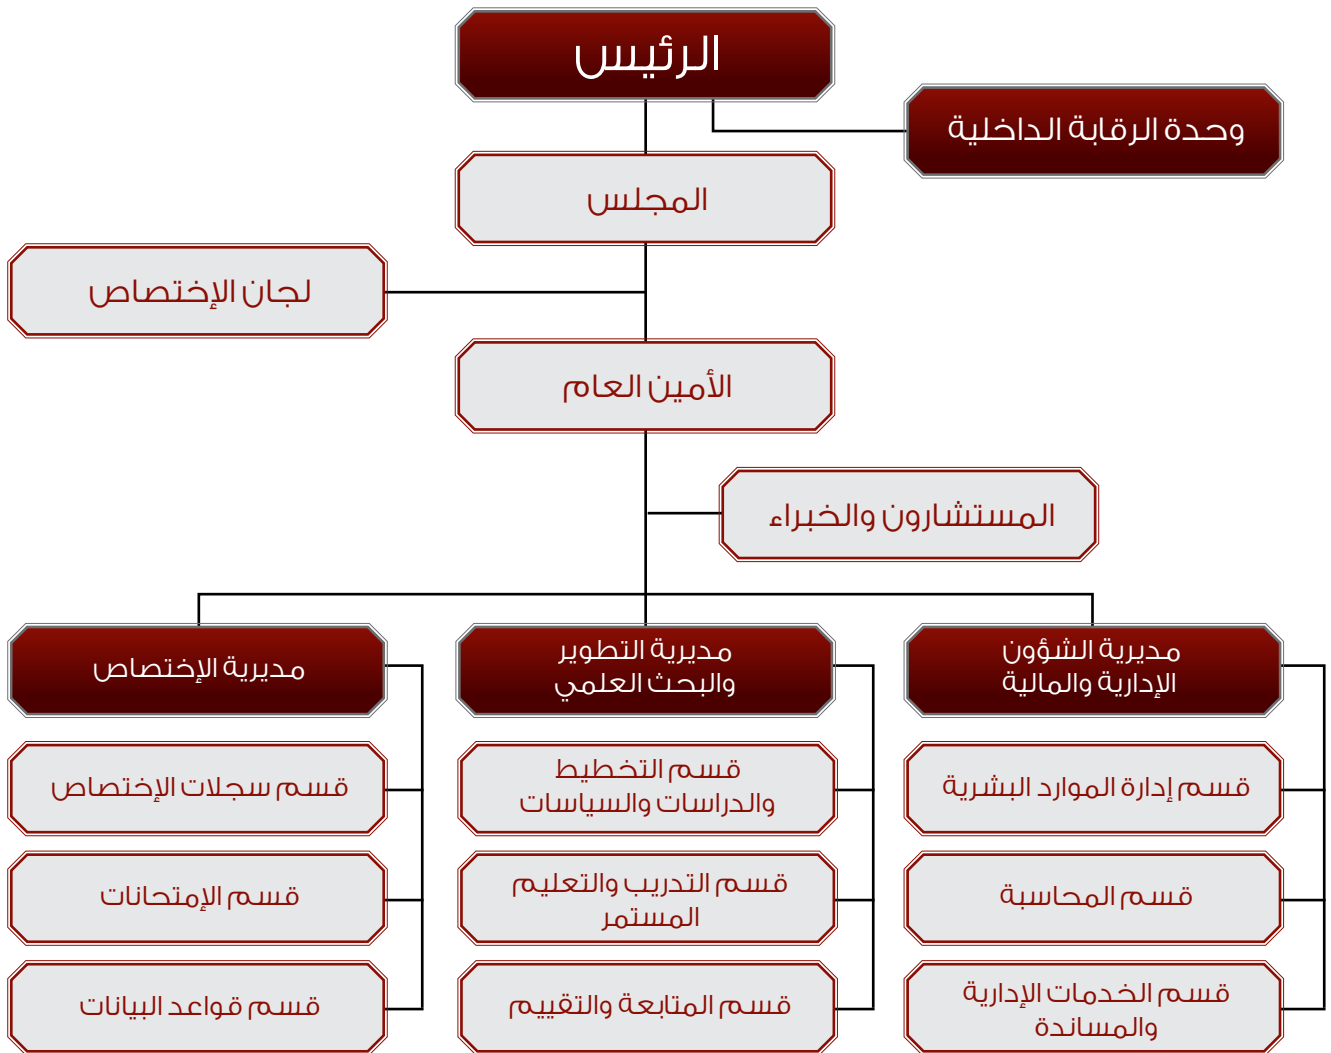 الرئيس
وحدة الرقابة الداخلية
المجلس
لجان الإختصاص
الأمين العام
المستشارون والخبراء
مديرية الشؤون
الإدارية والمالية
قسم إدارة الموارد البشرية
قسم المحاسبة
قسم الخدمات الإدارية
والمساندة
مديرية التطوير
والبحث العلمي
قسم التخطيط
والدراسات والسياسات
قسم التدريب والتعليم
المستمر
قسم المتابعة والتقييم
مديرية الإختصاص
قسم سجلات الإختصاص
قسم الإمتحانات
قسم قواعد البيانات